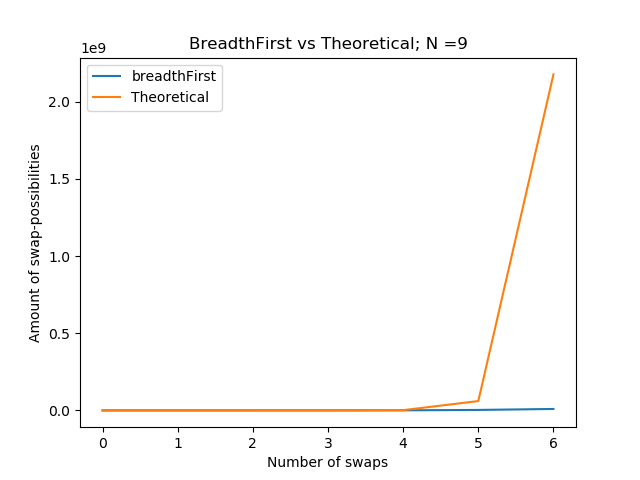 BreadthFirst vs Theoretical; N =9
1e9
breadthFirst
Theoretical
2.0
1.5
1.0
0.5
0.0
Amount of swap-possibilities
0 1 2 3 4 5 6
Number of swaps